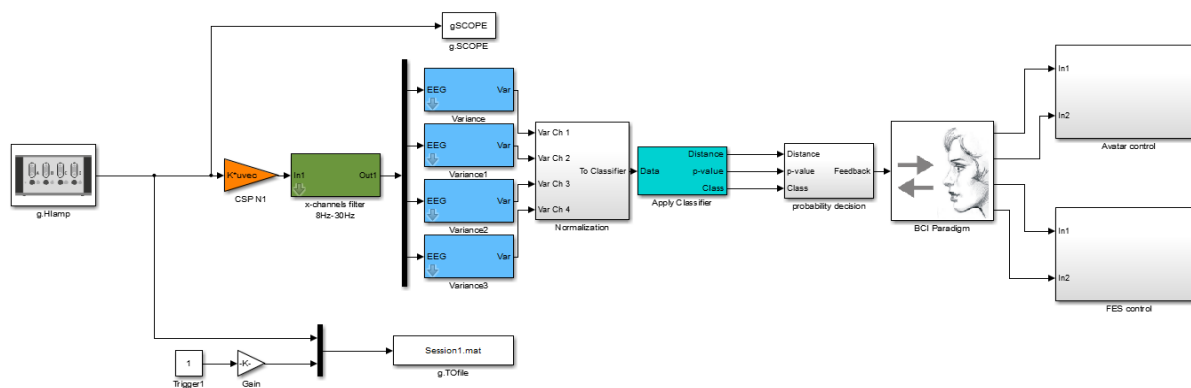 gSCOPE
g.SCOPE
g.HIamp
K*uvec
CSP N1
In1
Out1
x-channels filter
8Hz-30Hz
EEG
Var
Variance
EEG
Var
Variance1
EEG
Var
Variance2
EEG
Var
Variance3
Var Ch 1
Var Ch 2
Var Ch 3
Var Ch 4
To Classifier
Normalization
Data
Distance
p-value
Class
Apply Classifier
Distance
p-value
Class
Feedback
probability decision
BCI Paradigm
In1
In2
Avatar control
In1
In2
FES control
1
Trigger1
-K-
Gain
Session1.mat
g.TOfile